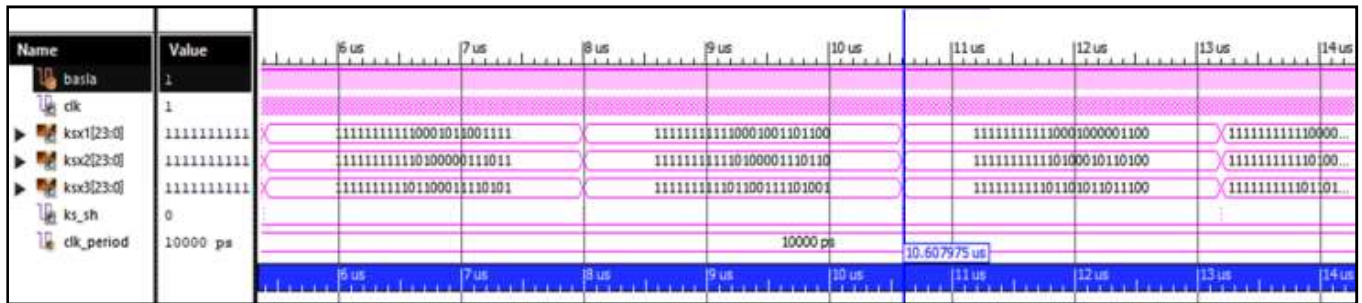 Name Value 6 us 7 us 8 us 9 us 10 us 11 us 12 us 13 us 14 us
basla 1
clk 1
ksx1[23:0] 1111111111 111111111110001011001111 111111111110001001101100 111111111110001000001100 111111111110000...
ksx2[23:0] 1111111111 111111111110100000111011 111111111110100001110110 111111111110100010110100 111111111110100...
ksx3[23:0] 1111111111 111111111101100011110101 111111111101100111101001 111111111101101011011100 111111111101101...
ks_sh 0
clk_period 10000 ps 10000 ps
10.607975 us
6 us 7 us 8 us 9 us 10 us 11 us 12 us 13 us 14 us